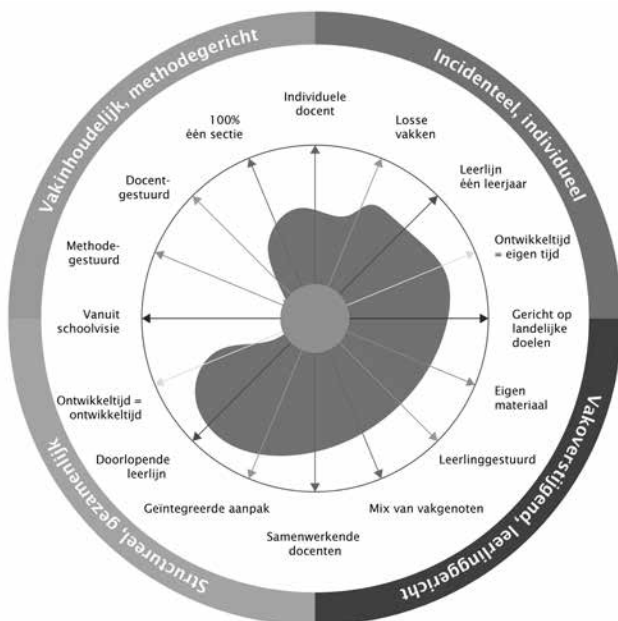 Vakinhoudelijk, methodegericht
Incidenteel, individueel
Individuele
docent
100%
één sectie
Losse
vakken
Docent-
gestuurd
Leerlijn
één leerjaar
Methode-
gestuurd
Ontwikkeltijd
= eigen tijd
Vanuit
schoolvisie
Gericht op
landelijke
doelen
Ontwikkeltijd =
ontwikkeltijd
Eigen
materiaal
Doorlopende
leerlijn
Leerlinggestuurd
Geïntegreerde aanpak
Mix van vakgenoten
Samenwerkende
docenten
Structureel, gezamenlijk
Vakoverstijgend, leerlinggericht